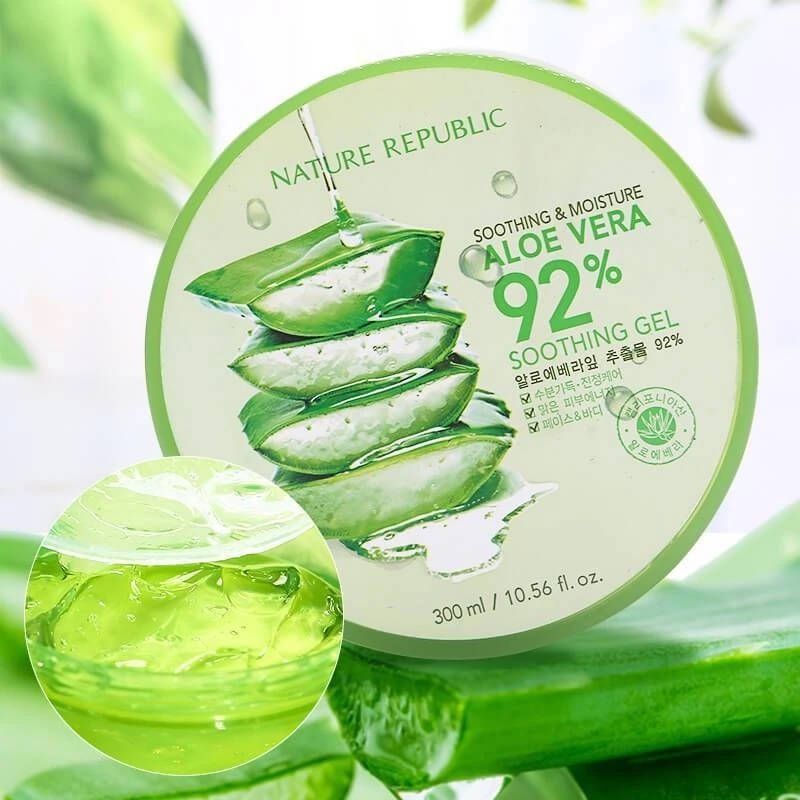 NATURE REPUBLIC
SOOTHING & MOISTURE
ALOE VERA
92%
SOOTHING GEL
알로에베라잎 추출물 92%
수분가득·진정케어
맑은 피부에너지
페이스&바디
캘리포니아산
알로에베라
300 ml / 10.56 fl. oz.